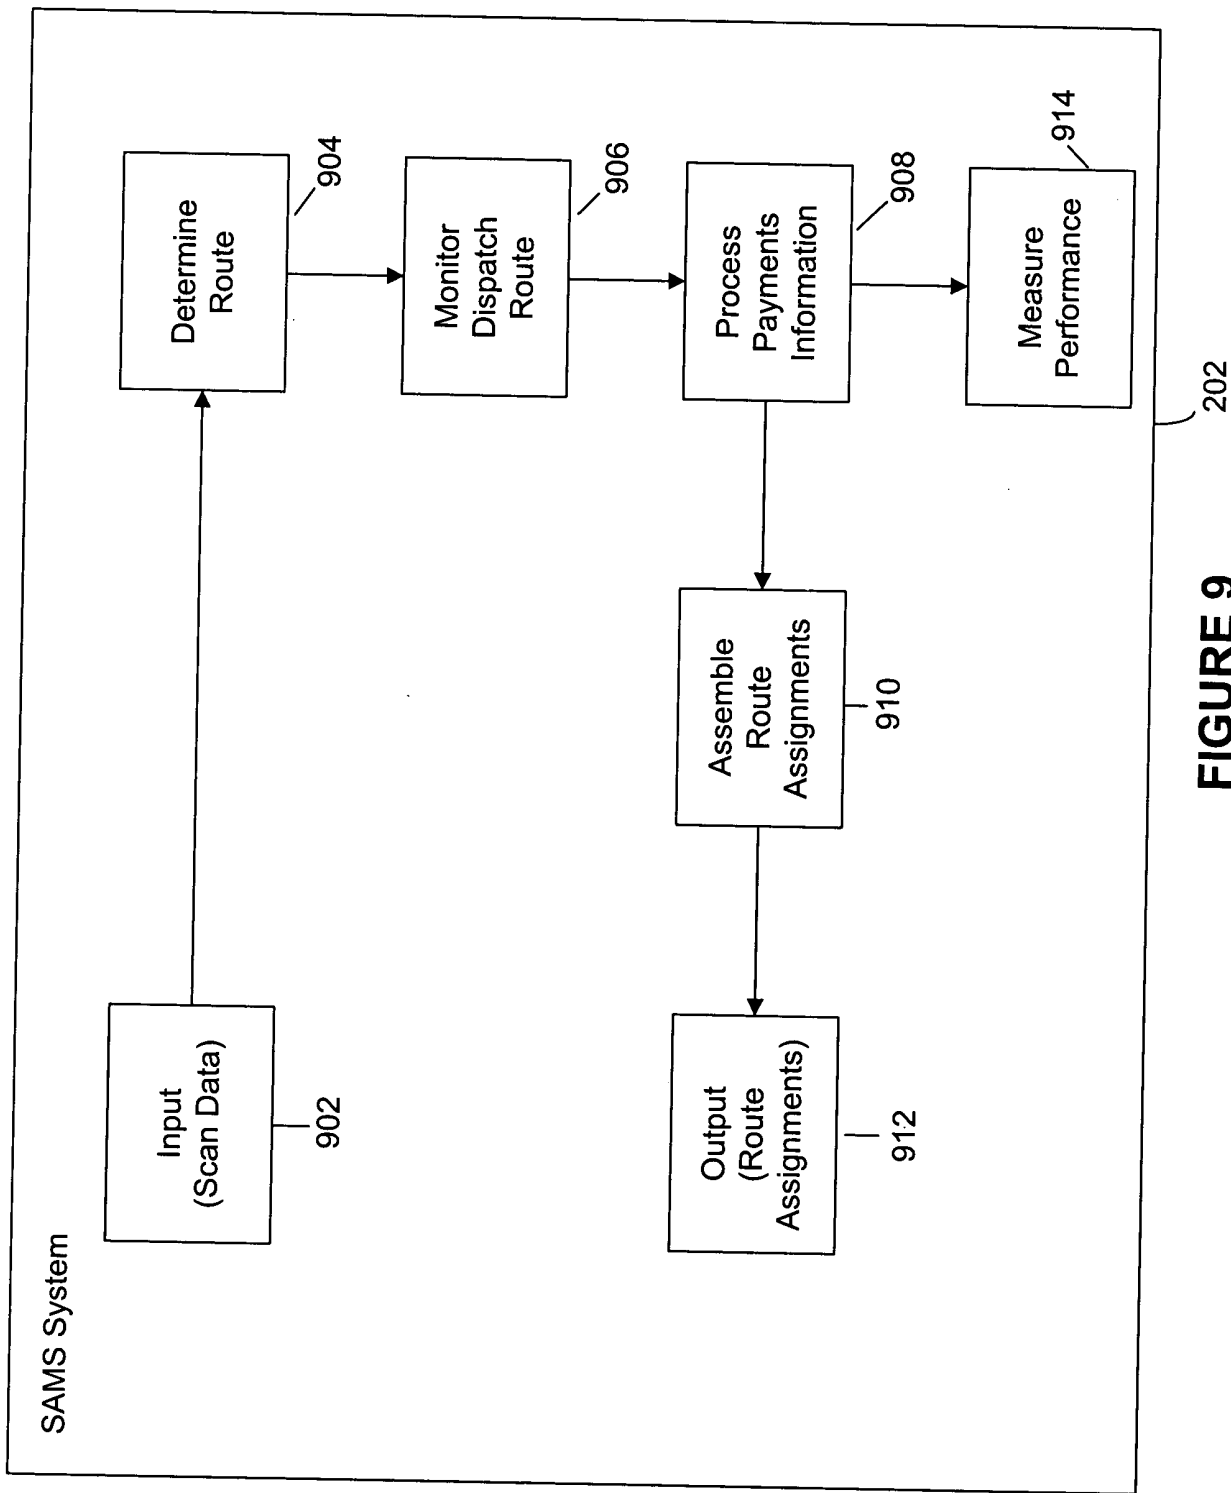 SAMS System
Input
(Scan Data)
902
Determine
Route
904
Monitor
Dispatch
Route
906
Process
Payments
Information
908
Assemble
Route
Assignments
910
Output
(Route
Assignments)
912
Measure
Performance
914
202
FIGURE 9